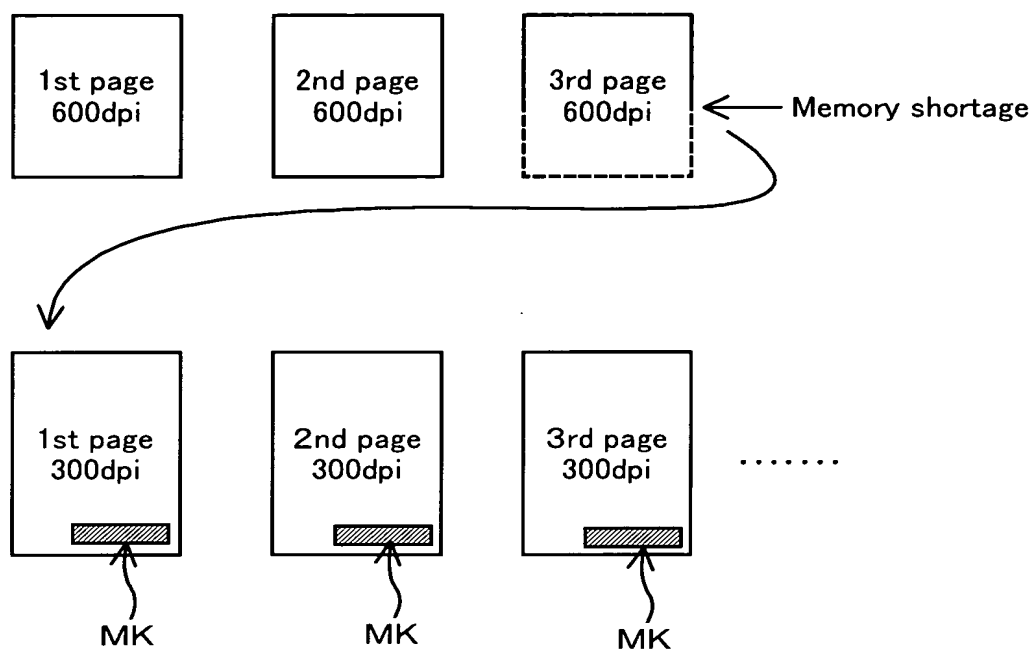 1st page
600dpi
2nd page
600dpi
3rd page
600dpi
Memory shortage
1st page
300dpi
2nd page
300dpi
3rd page
300dpi
.......
MK
MK
MK